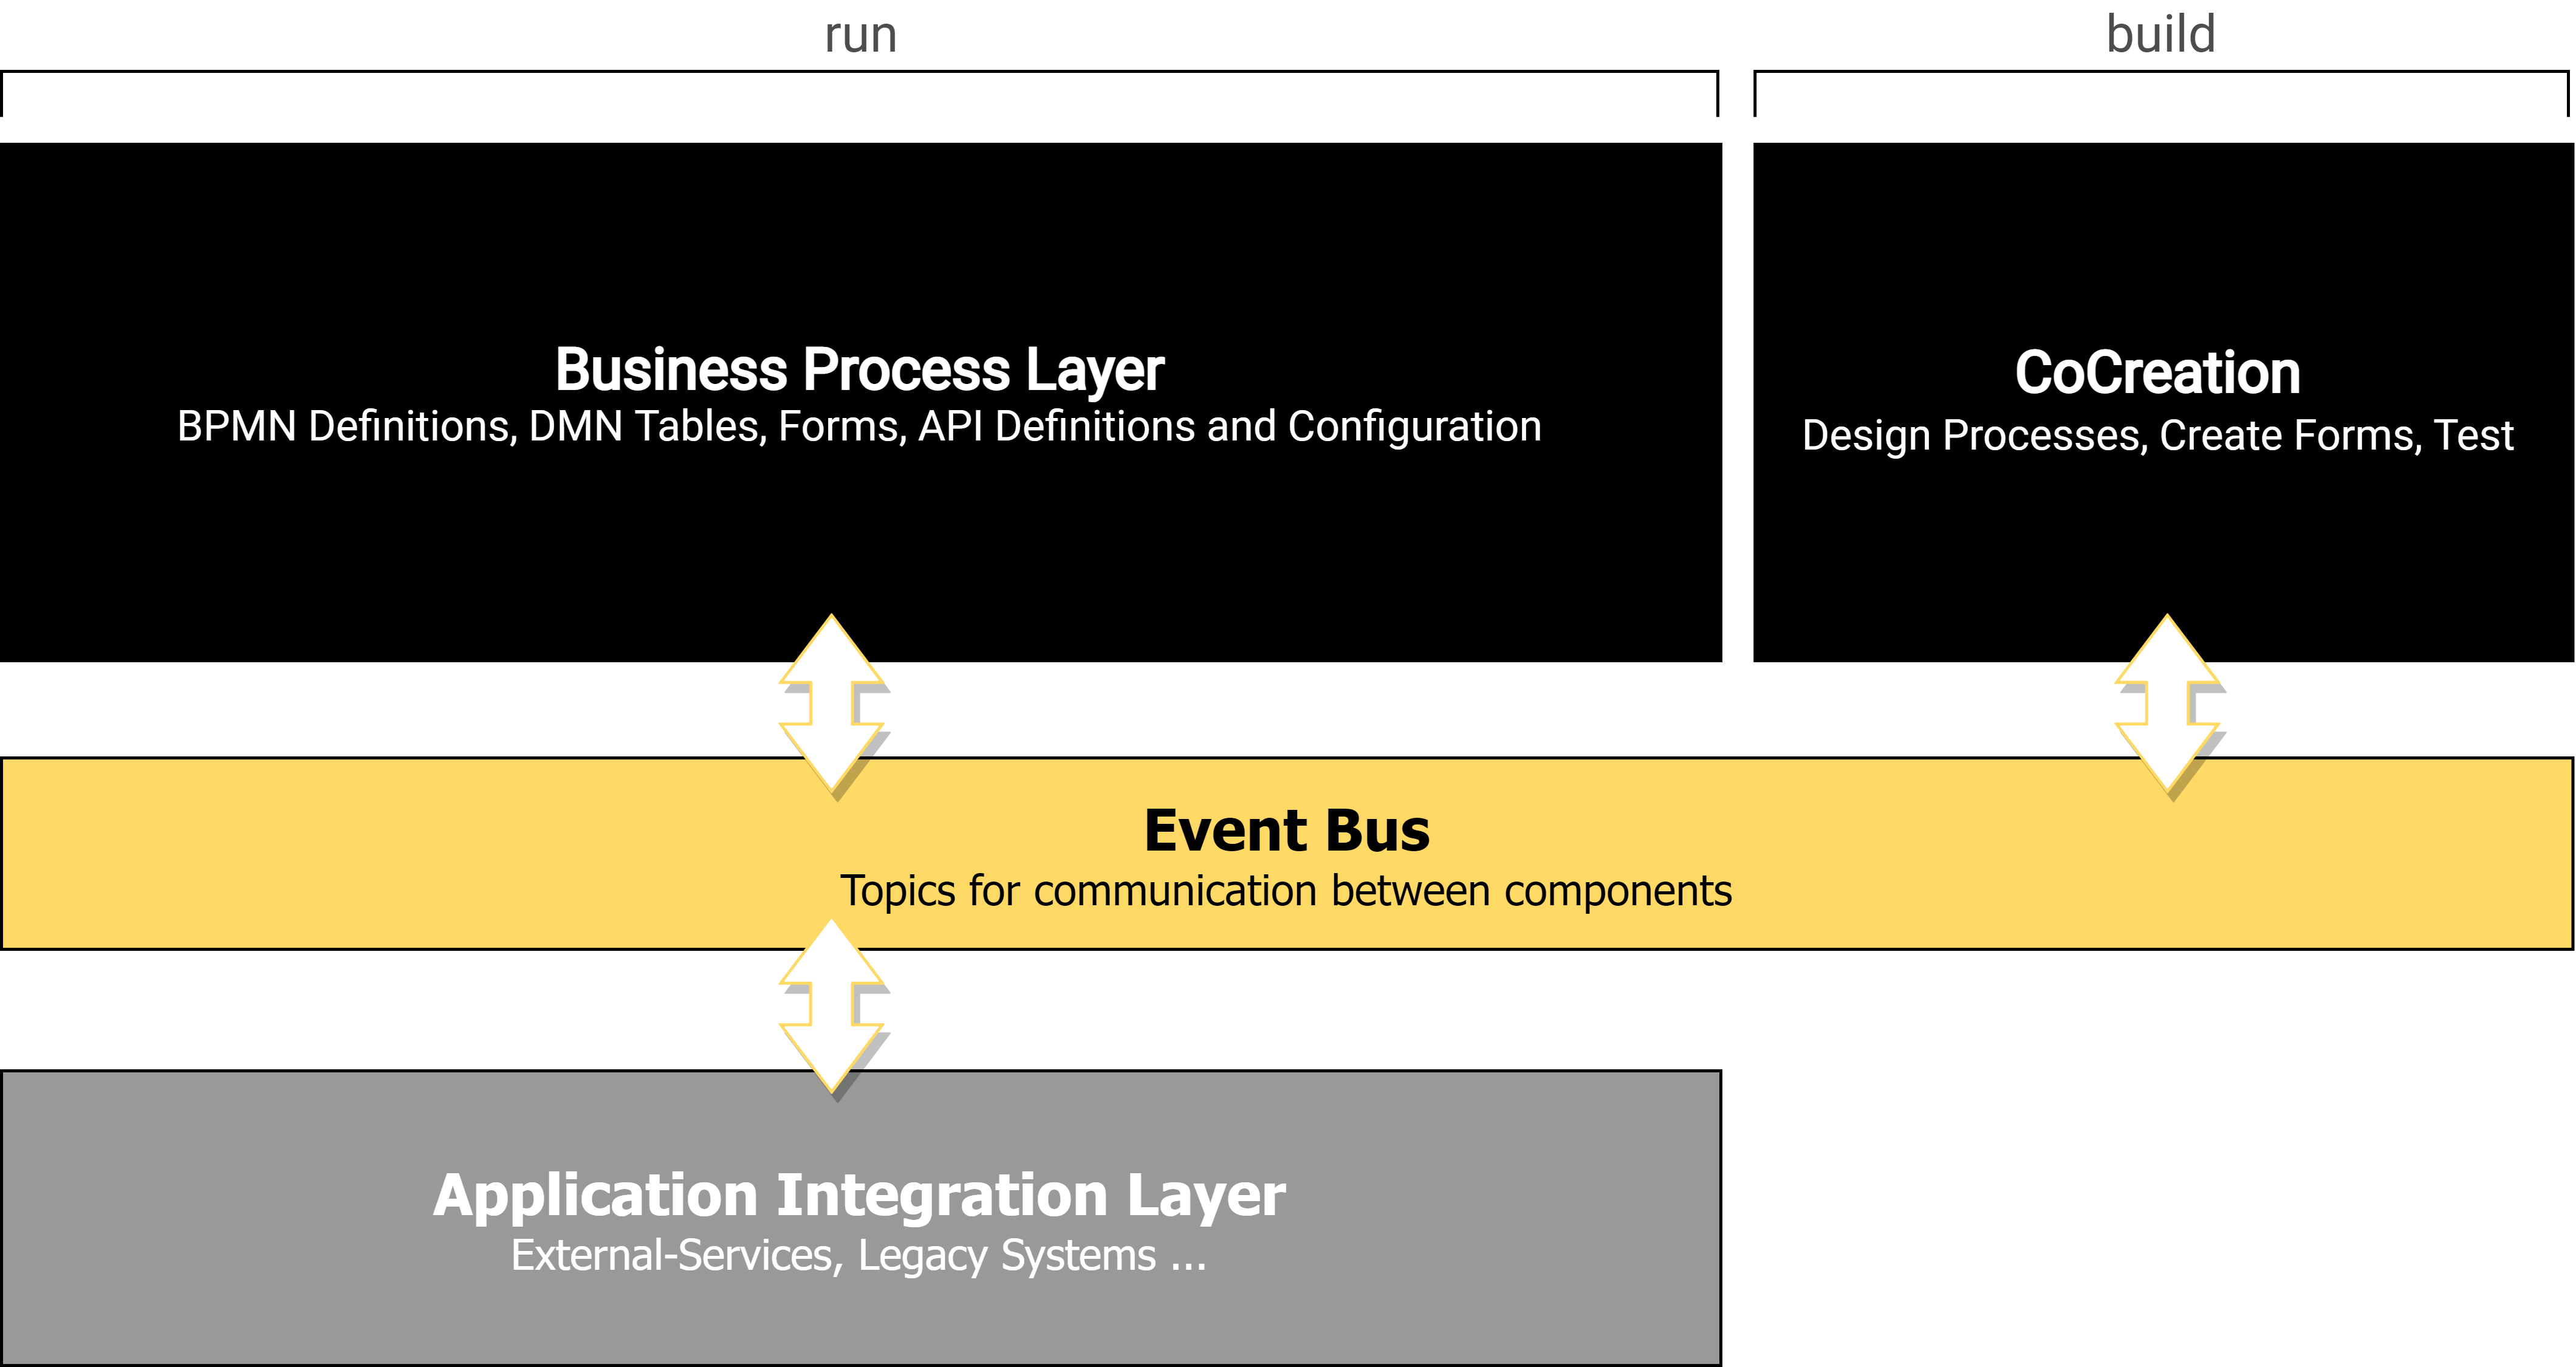 run
build
Business Process Layer
BPMN Definitions, DMN Tables, Forms, API Definitions and Configuration
CoCreation
Design Processes, Create Forms, Test
Event Bus
Topics for communication between components
Application Integration Layer
External-Services, Legacy Systems ...